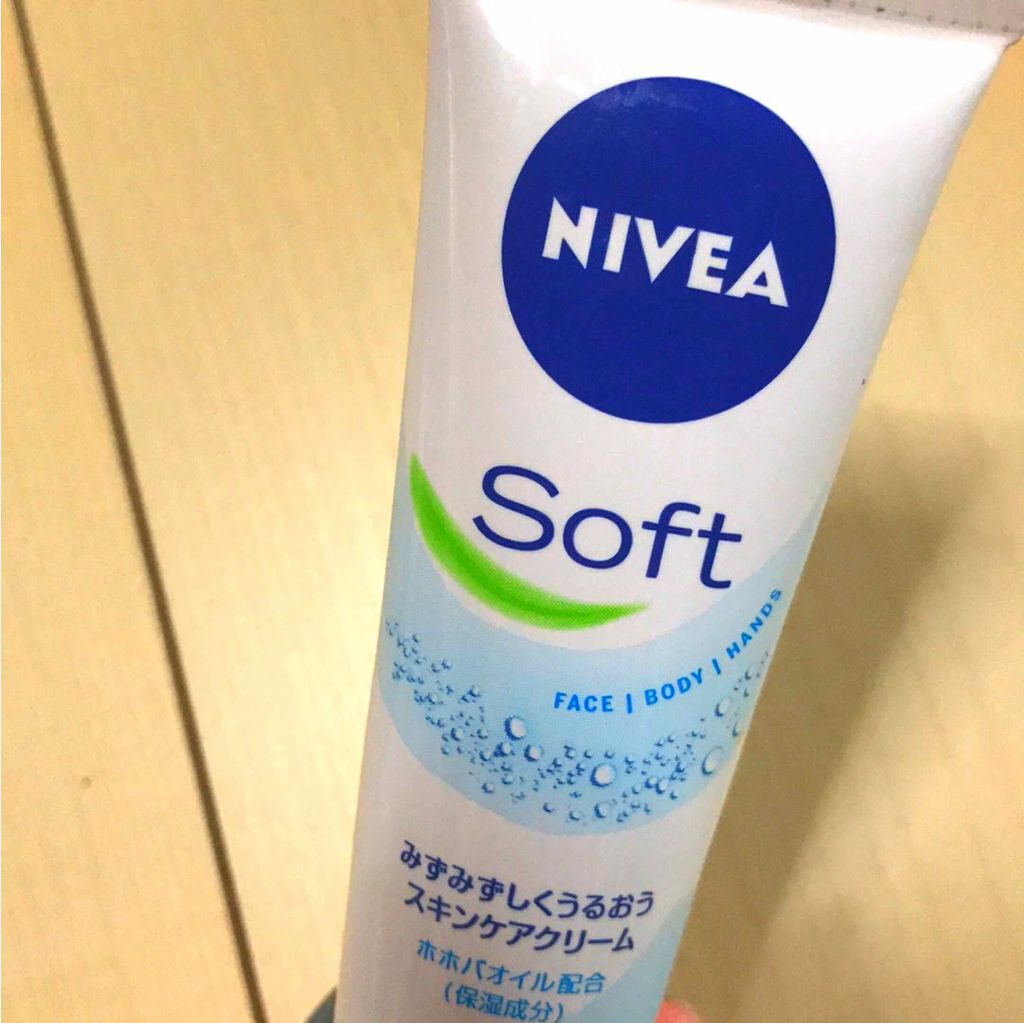 NIVEA
Soft
FACE | BODY | HANDS
みずみずしくうるおう
スキンケアクリーム
ホホバオイル配合
(保湿成分)